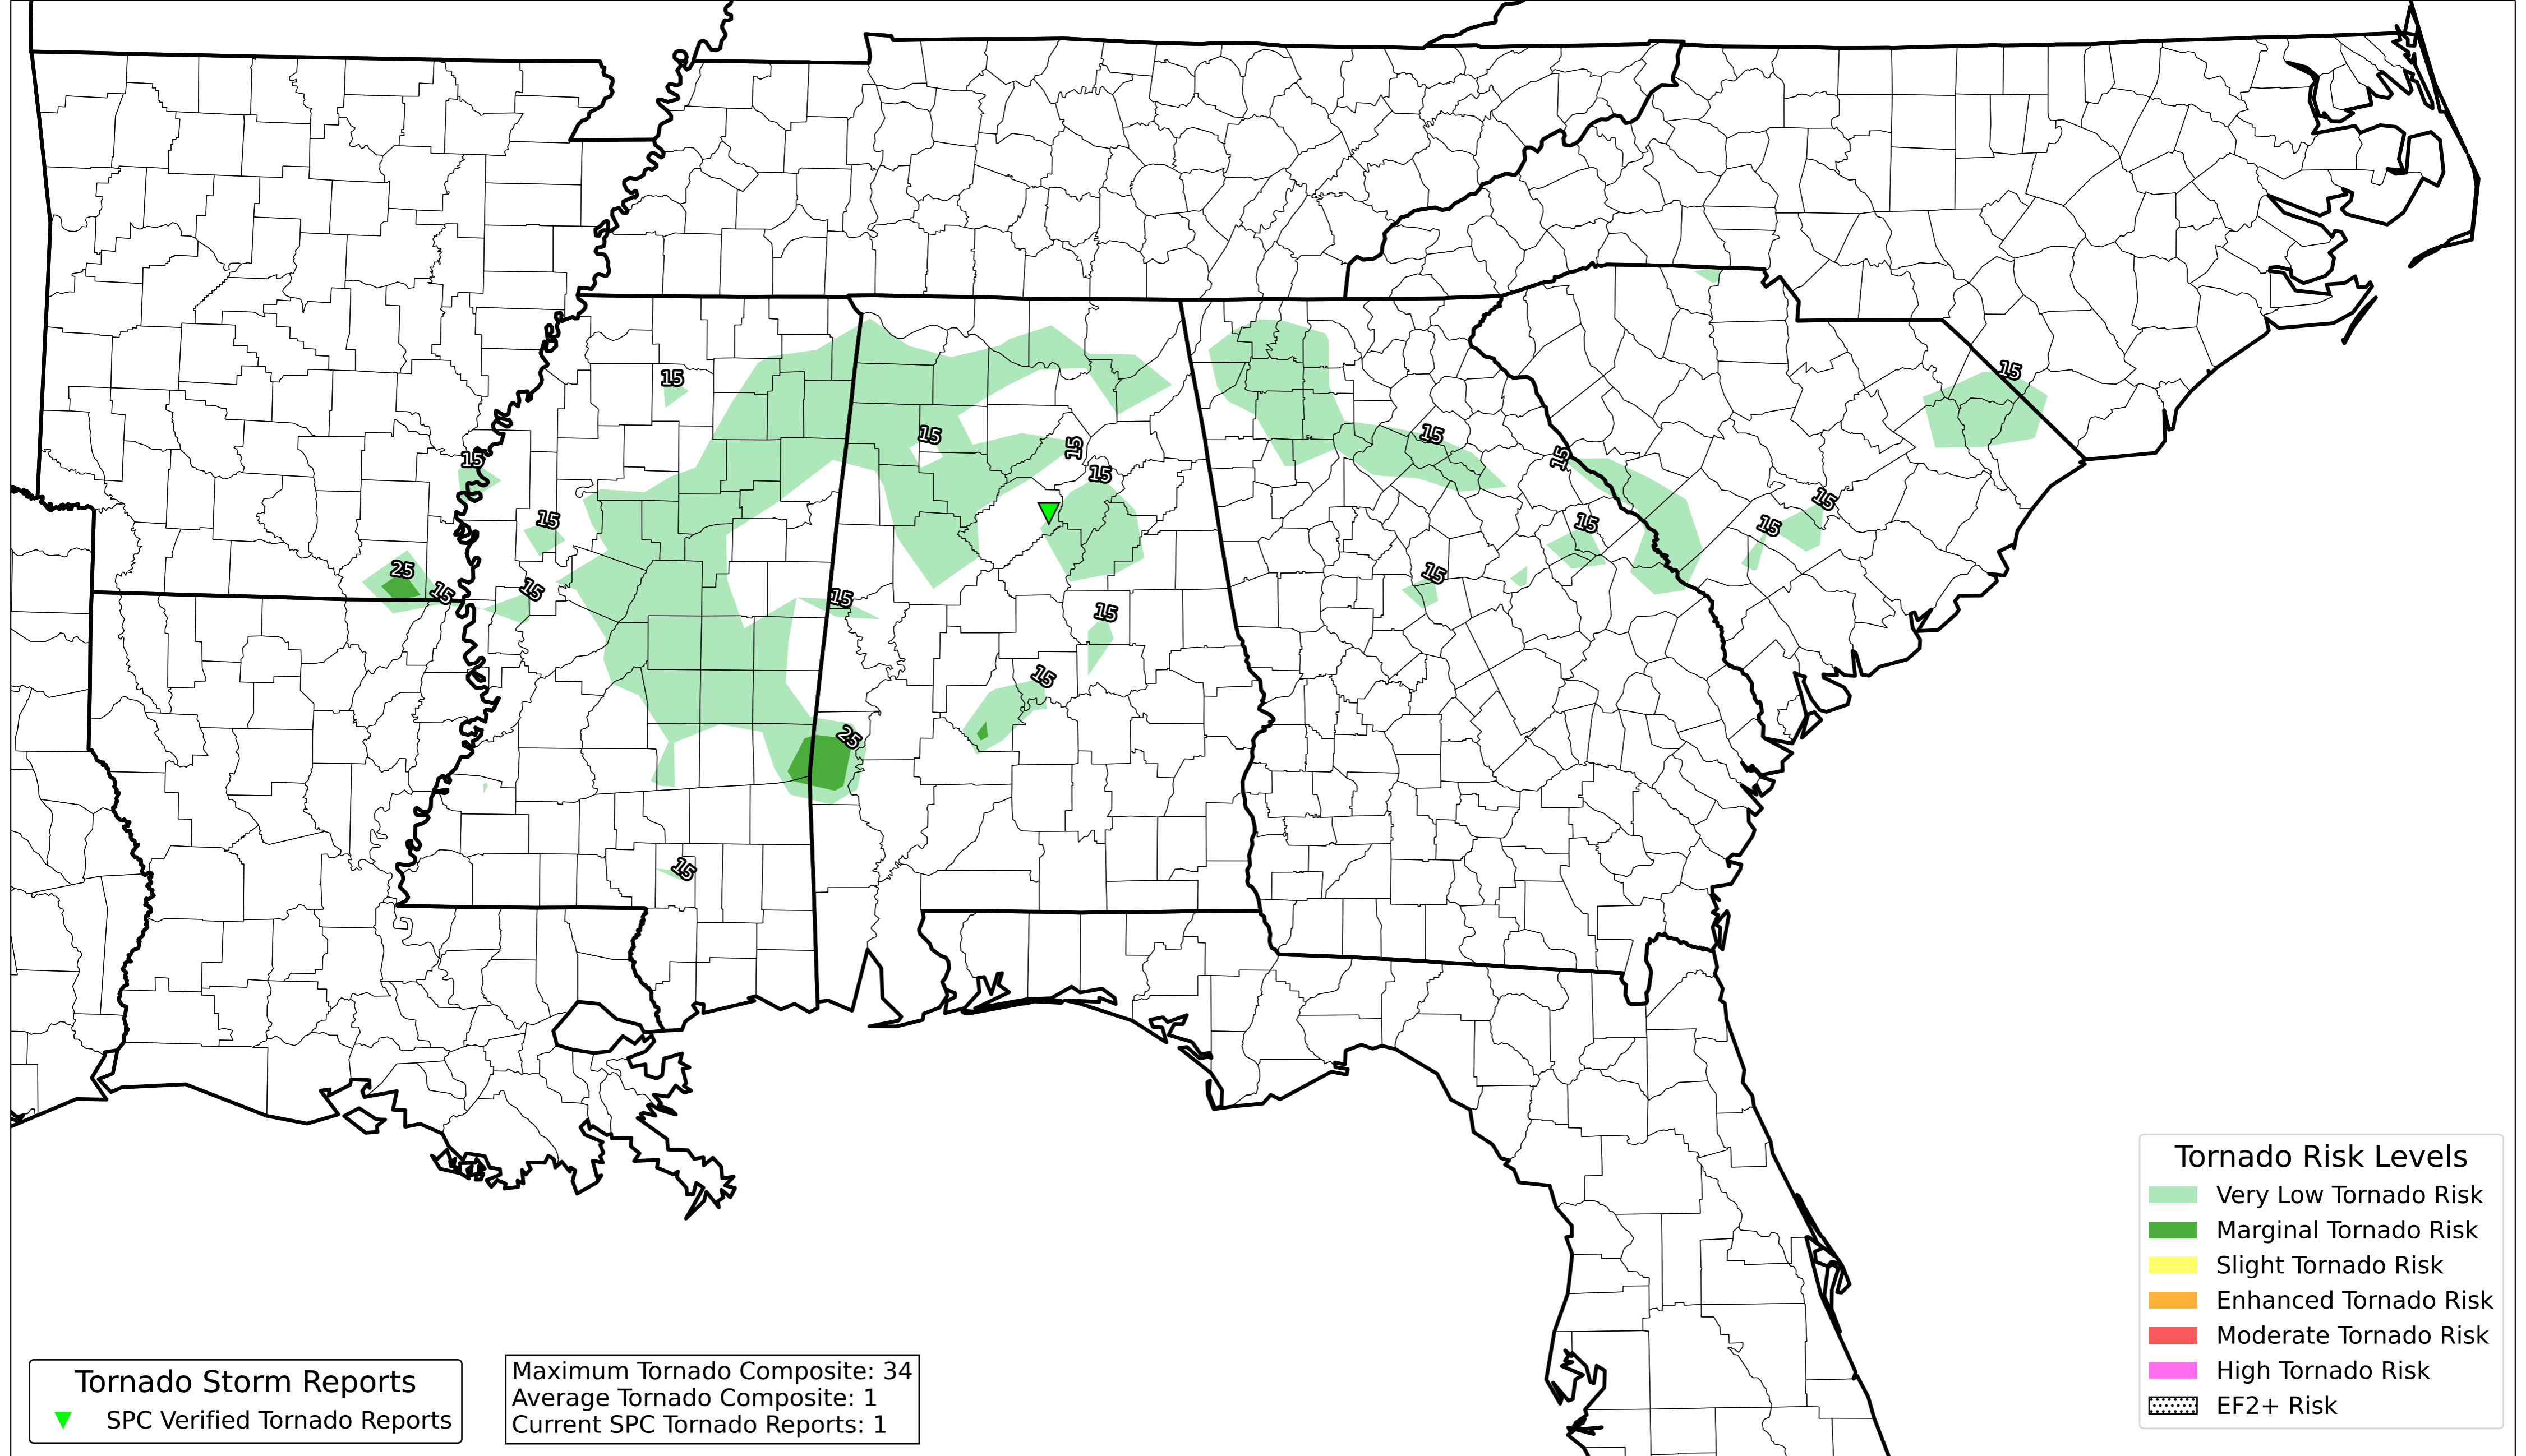 15
15
15
15
15
15
15
15
15
15
15
15
25
15
15
15
15
15
15
25
15
Tornado Risk Levels
Very Low Tornado Risk
Marginal Tornado Risk
Slight Tornado Risk
Enhanced Tornado Risk
Moderate Tornado Risk
High Tornado Risk
EF2+ Risk
Tornado Storm Reports
SPC Verified Tornado Reports
Maximum Tornado Composite: 34
Average Tornado Composite: 1
Current SPC Tornado Reports: 1